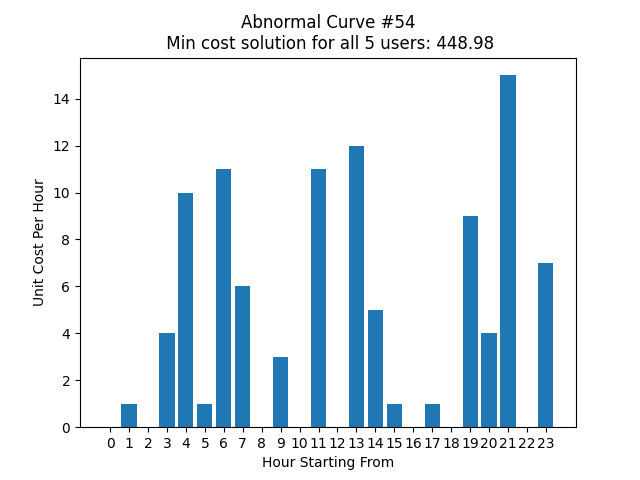 Abnormal Curve #54
Min cost solution for all 5 users: 448.98
14
12
10
8
6
4
2
0
Unit Cost Per Hour
0 1 2 3 4 5 6 7 8 9 10 11 12 13 14 15 16 17 18 19 20 21 22 23
Hour Starting From